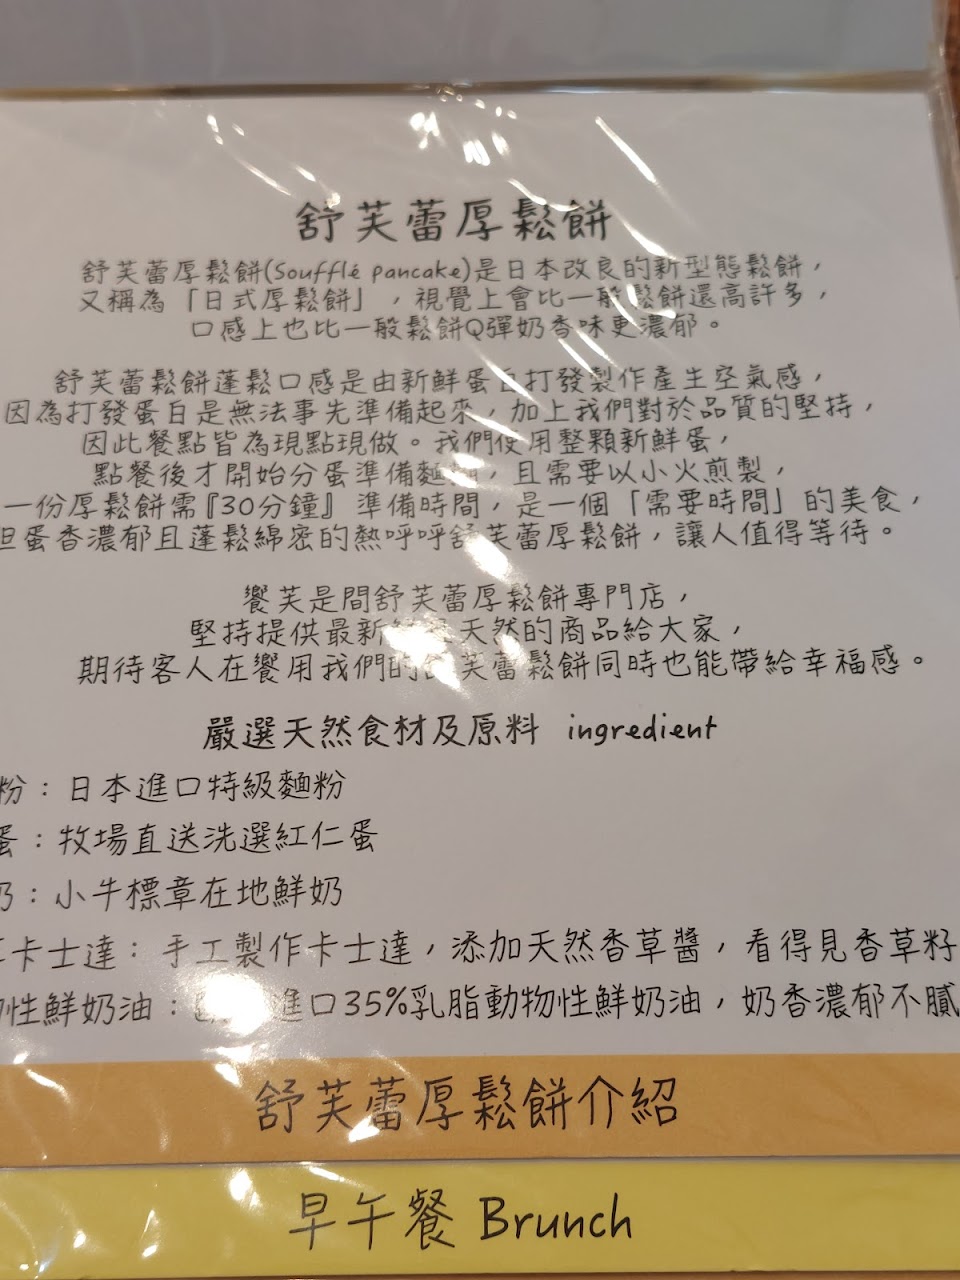 舒芙蕾厚鬆餅
舒芙蕾厚鬆餅(Soufflé pancake)是日本改良的新型態鬆餅，
又稱為「日式厚鬆餅」，視覺上會比一般鬆餅還高許多，
口感上也比一般鬆餅Q彈奶香味更濃郁。
舒芙蕾鬆餅蓬鬆口感是由新鮮蛋白打發製作產生空氣感，
因為打發蛋白是無法事先準備起來，加上我們對於品質的堅持，
因此餐點皆為現點現做。我們使用整顆新鮮蛋，
點餐後才開始分蛋準備麵糊，且需要以小火煎製，
一份厚鬆餅需『30分鐘』準備時間，是一個「需要時間」的美食，
但蛋香濃郁且蓬鬆綿密的熱呼呼舒芙蕾厚鬆餅，讓人值得等待。
饗芙是間舒芙蕾厚鬆餅專門店，
堅持提供最新 天然的商品給大家，
期待客人在饗用我們的舒芙蕾鬆餅同時也能帶給幸福感。
嚴選天然食材及原料 ingredient
粉：日本進口特級麵粉
蛋：牧場直送洗選紅仁蛋
奶：小牛標章在地鮮奶
卡士達：手工製作卡士達，添加天然香草醬，看得見香草籽
物性鮮奶油： 進口35%乳脂動物性鮮奶油，奶香濃郁不膩
舒芙蕾厚鬆餅介紹
早午餐 Brunch